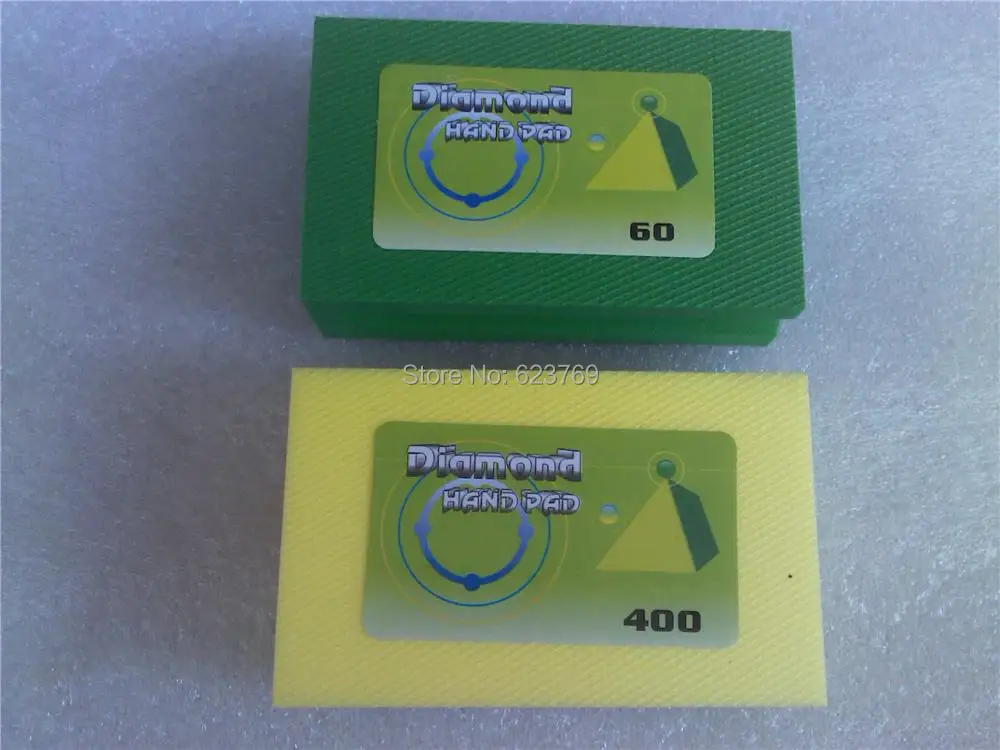 Diamond
HAND PAD
60
Store No: 623769
Diamond
HAND PAD
400